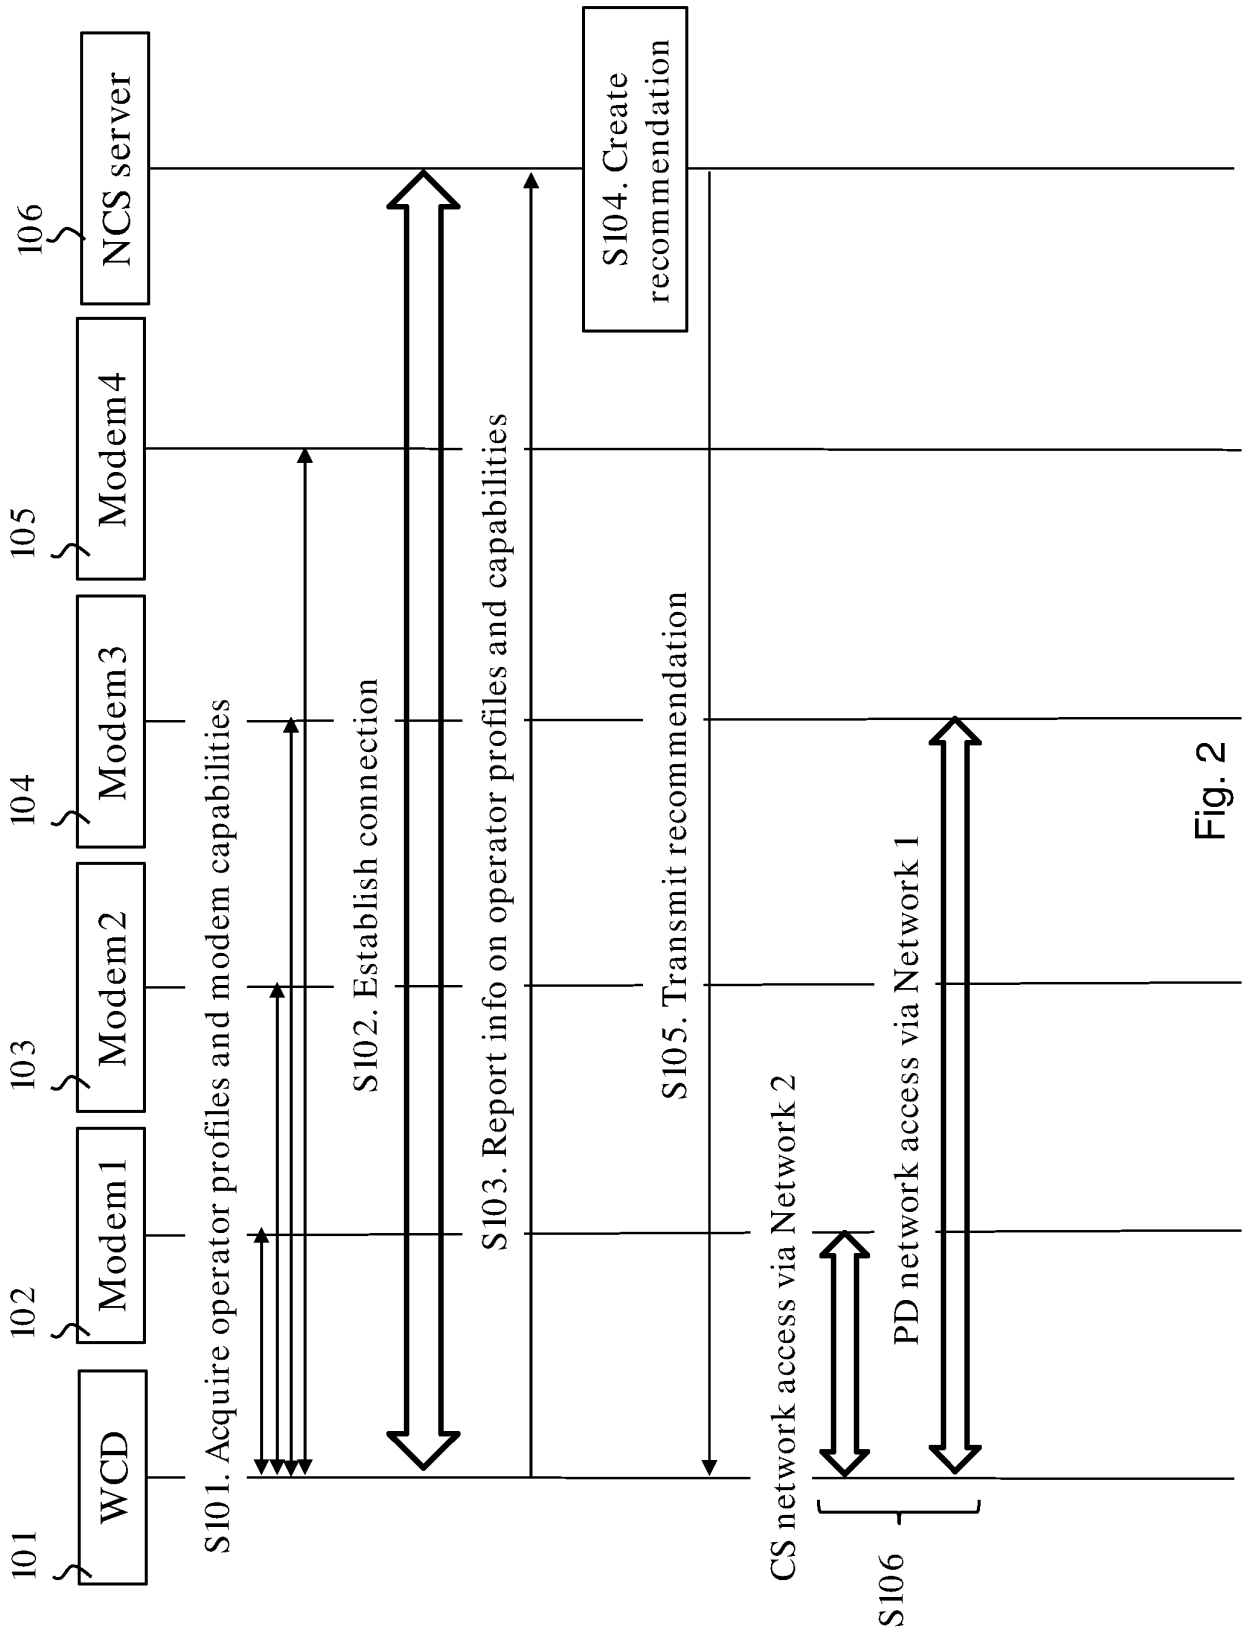 101
102
103
104
105
106
WCD
Modem1
Modem2
Modem3
Modem4
NCS server
S101. Acquire operator profiles and modem capabilities
S102. Establish connection
S103. Report info on operator profiles and capabilities
S104. Create
recommendation
S105. Transmit recommendation
CS network access via Network 2
S106
PD network access via Network 1
Fig. 2